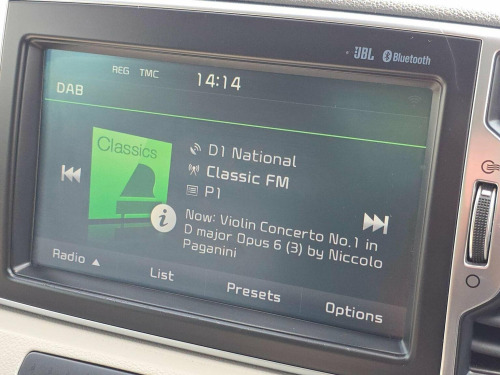 JBL Bluetooth
REG TMC 14:14
DAB
Classics
D1 National
Classic FM
P1
i
Now: Violin Concerto No.1 in
D major Opus 6 (3) by Niccolo
Paganini
Radio ▲ List Presets Options